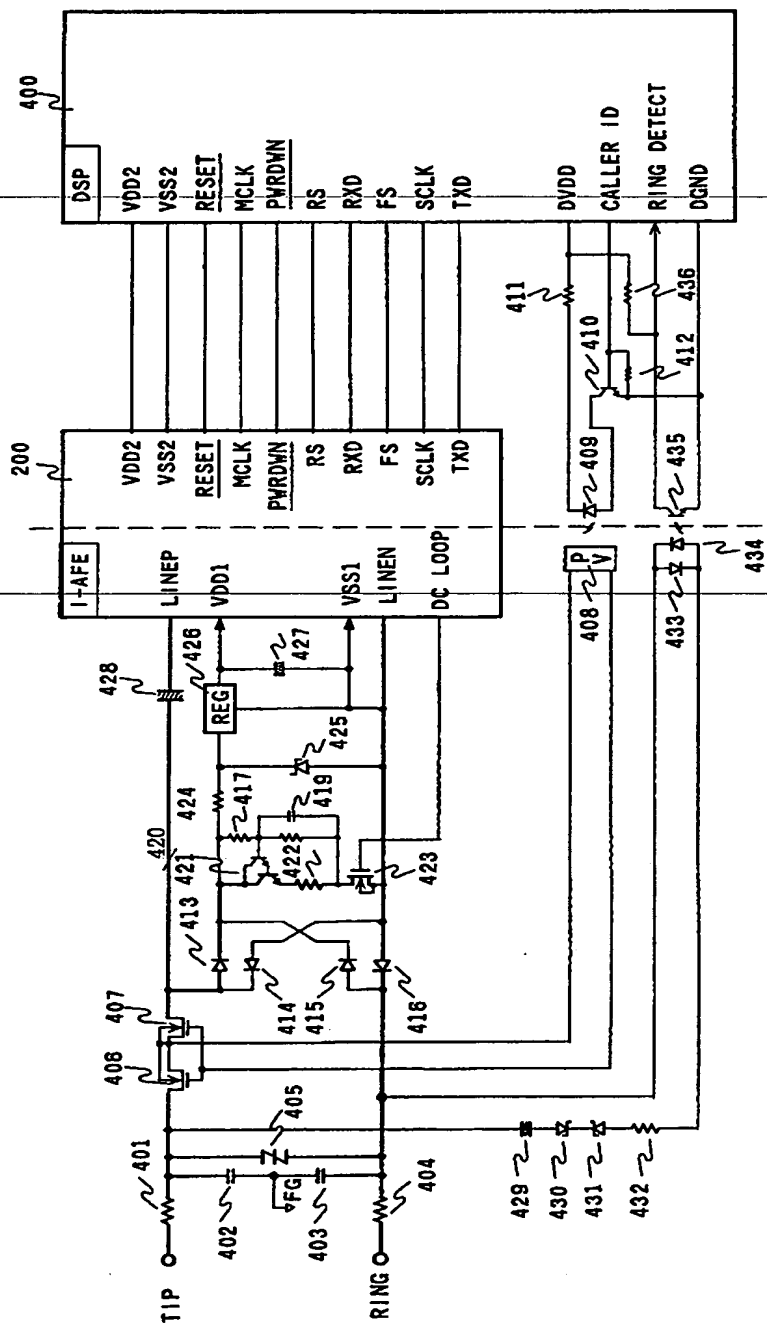 400
DSP
VDD2
VSS2
RESET
MCLK
PWRDWN
RS
RXD
FS
SCLK
TXD
DVDD
CALLER ID
RING DETECT
DGND
411
410
436
412
200
I-AFE
VDD2
VSS2
RESET
MCLK
PWRDWN
RS
RXD
FS
SCLK
TXD
LINEP
VDD1
VSS1
LINEN
DC LOOP
409
435
434
PV
408
433
428
426
REG
427
425
424
417
419
420
421
422
423
413
414
415
416
407
408
405
401
402
FG
403
404
429
430
431
432
TIP
RING